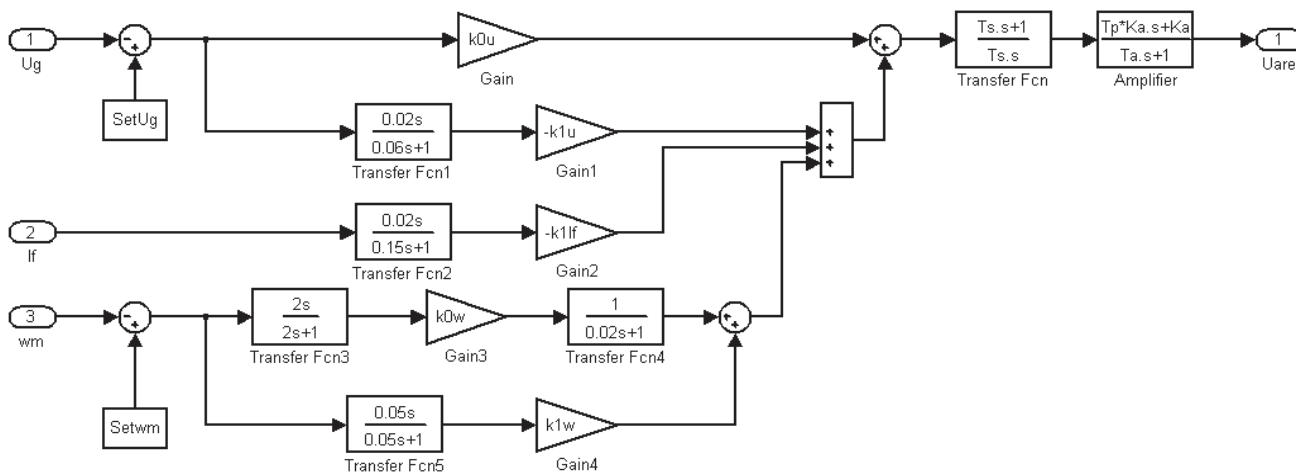 1
Ug
SetUg
k0u
Gain
Ts.s+1
Ts.s
Transfer Fcn
Tp*Ka.s+Ka
Ta.s+1
Amplifier
1
Uare
0.02s
0.06s+1
Transfer Fcn1
-k1u
Gain1
2
If
0.02s
0.15s+1
Transfer Fcn2
-k1If
Gain2
3
wm
Setwm
2s
2s+1
Transfer Fcn3
k0w
Gain3
1
0.02s+1
Transfer Fcn4
0.05s
0.05s+1
Transfer Fcn5
k1w
Gain4